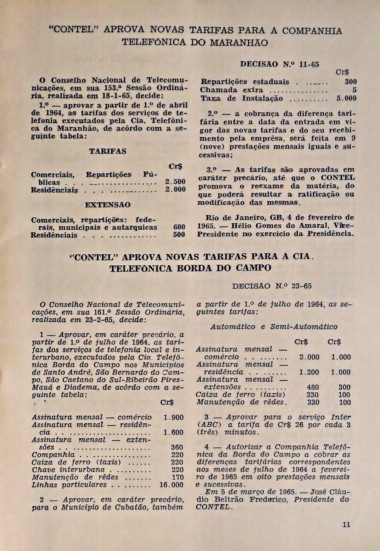 "CONTEL" APROVA NOVAS TARIFAS PARA A COMPANHIA
TELEFÔNICA DO MARANHÃO
DECISÃO N.º 11-65
O Conselho Nacional de Telecomu-
nicações, em sua 153.ª Sessão Ordiná-
ria, realizada em 18-1-65, decide:
1.º — aprovar a partir de 1.º de abril
de 1964, as tarifas dos serviços de te-
lefonia executados pela Cia. Telefô-
nica do Maranhão, de acôrdo com a se-
guinte tabela:
TARIFAS
Cr$
Comerciais, Repartições Pú-
blicas . . . . . . . . . . . . . . . 2 500
Residênciais . . . . . . . . . . . . 2.000
EXTENSÃO
Comerciais, repartições: fede-
rais, municipais e autarquicas 600
Residências . . . . . . . . . . . . 500
Cr$
Repartições estaduais . . . . . . . 300
Chamada extra . . . . . . . . . . . 5
Taxa de Instalação . . . . . . . . 5.000
2.º — a cobrança da diferença tari-
fária entre a data da entrada em vi-
gor das novas tarifas e do seu recebi-
mento pela emprêsa, será feita em 9
(nove) prestações mensais iguais e su-
cessivas;
3.º — As tarifas são aprovadas em
caráter precário, até que o CONTEL
promova o reexame da matéria, do
que poderá resultar a ratificação ou
modificação das mesmas.
Rio de Janeiro, GB, 4 de fevereiro
de 1965. — Hélio Gomes do Amaral, Vice-
Presidente no exercício da Presidência.
"CONTEL" APROVA NOVAS TARIFAS PARA A CIA.
TELEFONICA BORDA DO CAMPO
DECISÃO N.º 23-65
O Conselho Nacional de Telecomuni-
cações, em sua 161.ª Sessão Ordinária,
realizada em 23-2-65, decide:
1 — Aprovar, em caráter precário, a
partir de 1.º de julho de 1964, as tari-
fas dos serviços de telefonia local e in-
terurbano, executados pela Cia. Telefô-
nica Borda do Campo nos Municípios
de Santo André, São Bernardo do Cam-
po, São Caetano do Sul-Ribeirão Pires-
Mauá e Diadema, de acôrdo com a se-
guinte tabela:
Cr$
Assinatura mensal — comércio 1.900
Assinatura mensal — residên-
cia . . . . . . . . . . . . . . . . 1.600
Assinatura mensal — exten-
sões . . . . . . . . . . . . . . . 360
Companhia . . . . . . . . . . . . 220
Caixa de ferro (taxis) . . . . . . 220
Chave interurbana . . . . . . . . 220
Manutenção de rêdes . . . . . . . 170
Linhas particulares . . . . . . . . 16.000
2 — Aprovar, em caráter precário,
para o Município de Cubatão, também
a partir de 1.º de julho de 1964, as se-
guintes tarifas:
Automático e Semi-Automático
Cr$ Cr$
Assinatura mensal —
comércio . . . . . . . . 2.000 1.000
Assinatura mensal —
residência . . . . . . . 1.200 1.000
Assinatura mensal —
extensões . . . . . . . 480 300
Caixa de ferro (taxis) 330 100
Manutenção de rêdes. 330 100
3 — Aprovar para o serviço Inter
(ABC) a tarifa de Cr$ 26 por cada 3
(três) minutos.
4 — Autorizar a Companhia Telefô-
nica da Borda do Campo a cobrar as
diferenças tarifárias correspondentes
aos meses de julho de 1964 a feverei-
ro de 1965 em oito prestações mensais
e sucessivas.
Em 5 de março de 1965. — José Cláu-
dio Beltrão Frederico, Presidente do
CONTEL.
11